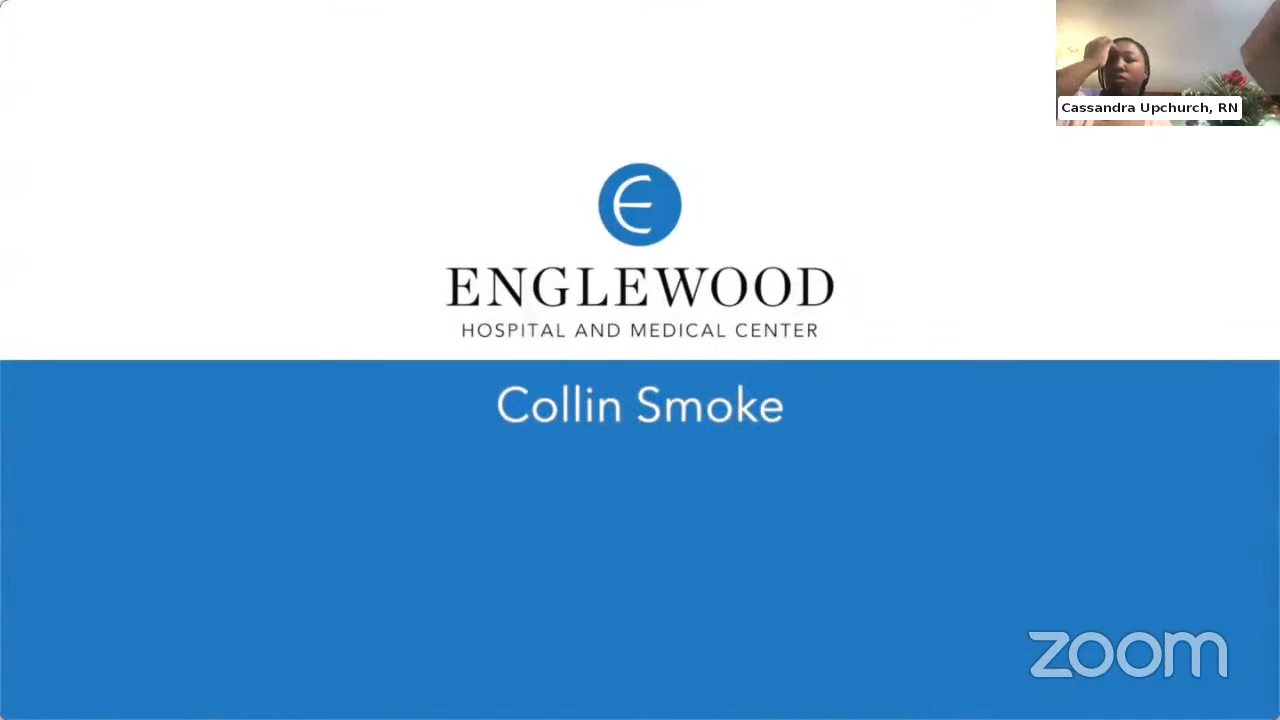 Cassandra Upchurch, RN
E
ENGLEWOOD
HOSPITAL AND MEDICAL CENTER
Collin Smoke
zoom